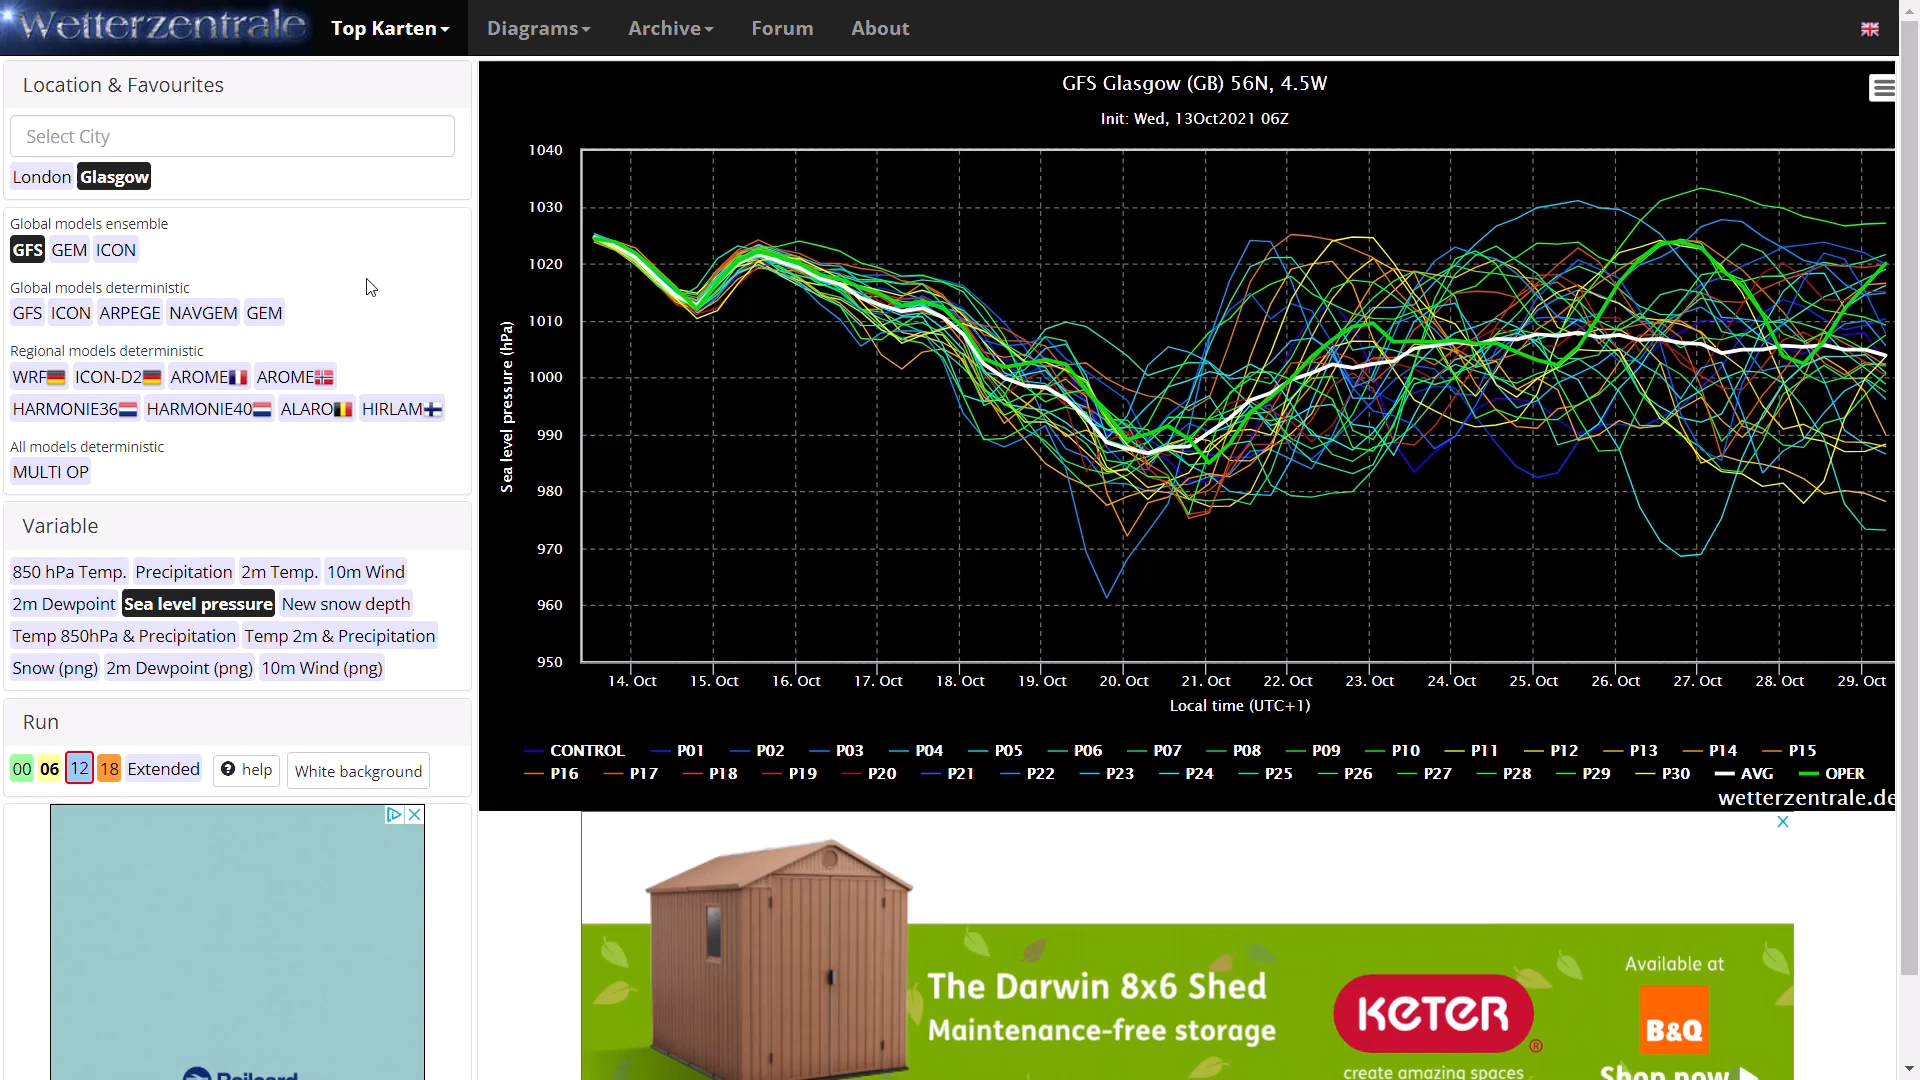 Wetterzentrale Top Karten Diagrams Archive Forum About
Location & Favourites
Select City
London Glasgow
Global models ensemble
GFS GEM ICON
Global models deterministic
GFS ICON ARPEGE NAVGEM GEM
Regional models deterministic
WRF ICON-D2 AROME AROME
HARMONIE36 HARMONIE40 ALARO HIRLAM
All models deterministic
MULTI OP
Variable
850 hPa Temp. Precipitation 2m Temp. 10m Wind
2m Dewpoint Sea level pressure New snow depth
Temp 850hPa & Precipitation Temp 2m & Precipitation
Snow (png) 2m Dewpoint (png) 10m Wind (png)
Run
00 06 12 18 Extended help White background
GFS Glasgow (GB) 56N, 4.5W
Init: Wed, 13Oct2021 06Z
Sea level pressure (hPa)
1040
1030
1020
1010
1000
990
980
970
960
950
14. Oct 15. Oct 16. Oct 17. Oct 18. Oct 19. Oct 20. Oct 21. Oct 22. Oct 23. Oct 24. Oct 25. Oct 26. Oct 27. Oct 28. Oct 29. Oct
Local time (UTC+1)
CONTROL P01 P02 P03 P04 P05 P06 P07 P08 P09 P10 P11 P12 P13 P14 P15
P16 P17 P18 P19 P20 P21 P22 P23 P24 P25 P26 P27 P28 P29 P30 AVG OPER
wetterzentrale.de
The Darwin 8x6 Shed
Maintenance-free storage
KETER ®
create amazing spaces
Available at
B&Q
Shop now
Railcard